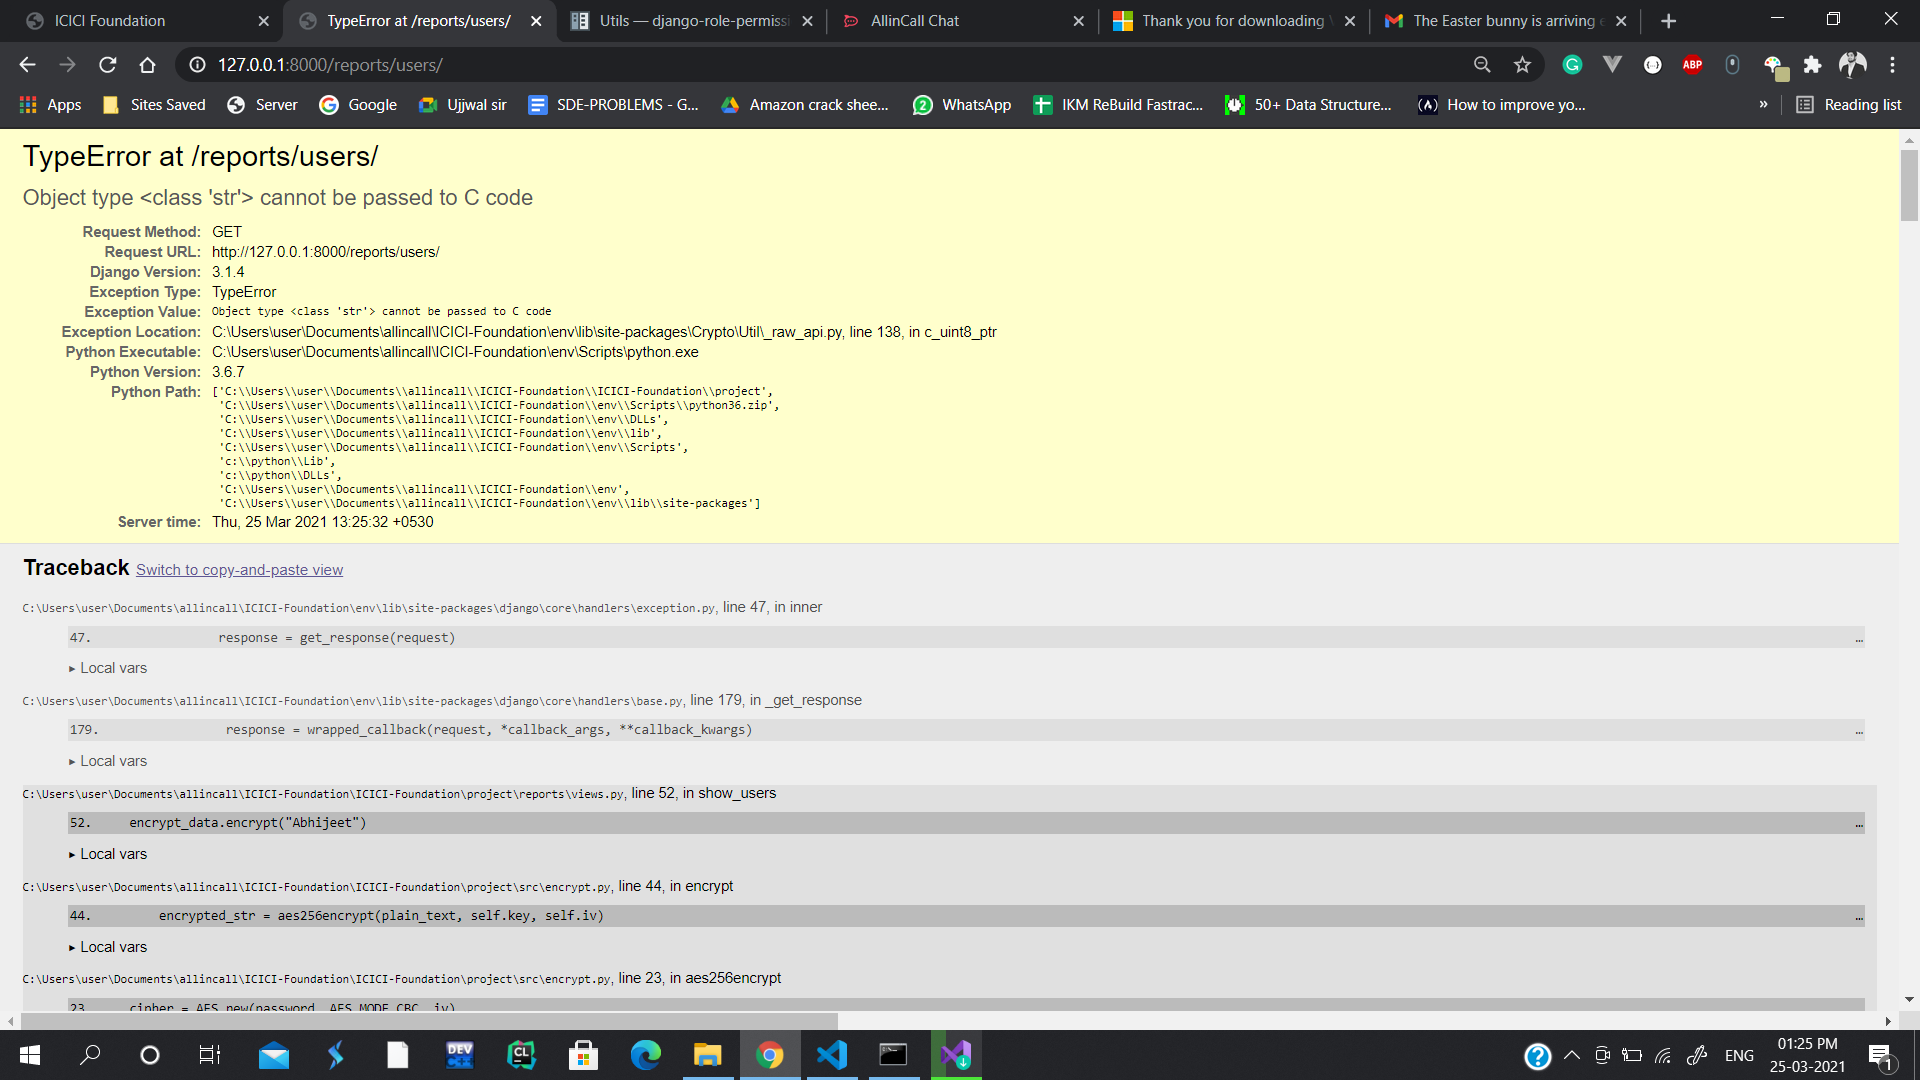 ICICI Foundation
TypeError at /reports/users/
Utils — django-role-permissi
AllinCall Chat
Thank you for downloading
The Easter bunny is arriving
127.0.0.1:8000/reports/users/
ABP
Apps
Sites Saved
Server
Google
Ujjwal sir
SDE-PROBLEMS - G...
Amazon crack shee...
WhatsApp
IKM ReBuild Fastrac...
50+ Data Structure...
How to improve yo...
»
Reading list
TypeError at /reports/users/
Object type <class 'str'> cannot be passed to C code
Request Method: GET
Request URL: http://127.0.0.1:8000/reports/users/
Django Version: 3.1.4
Exception Type: TypeError
Exception Value: Object type <class 'str'> cannot be passed to C code
Exception Location: C:\Users\user\Documents\allincall\ICICI-Foundation\env\lib\site-packages\Crypto\Util\_raw_api.py, line 138, in c_uint8_ptr
Python Executable: C:\Users\user\Documents\allincall\ICICI-Foundation\env\Scripts\python.exe
Python Version: 3.6.7
Python Path: ['C:\\Users\\user\\Documents\\allincall\\ICICI-Foundation\\ICICI-Foundation\\project',
'C:\\Users\\user\\Documents\\allincall\\ICICI-Foundation\\env\\Scripts\\python36.zip',
'C:\\Users\\user\\Documents\\allincall\\ICICI-Foundation\\env\\DLLs',
'C:\\Users\\user\\Documents\\allincall\\ICICI-Foundation\\env\\lib',
'C:\\Users\\user\\Documents\\allincall\\ICICI-Foundation\\env\\Scripts',
'c:\\python\\Lib',
'c:\\python\\DLLs',
'C:\\Users\\user\\Documents\\allincall\\ICICI-Foundation\\env',
'C:\\Users\\user\\Documents\\allincall\\ICICI-Foundation\\env\\lib\\site-packages']
Server time: Thu, 25 Mar 2021 13:25:32 +0530
Traceback Switch to copy-and-paste view
C:\Users\user\Documents\allincall\ICICI-Foundation\env\lib\site-packages\django\core\handlers\exception.py, line 47, in inner
47. response = get_response(request) …
▸ Local vars
C:\Users\user\Documents\allincall\ICICI-Foundation\env\lib\site-packages\django\core\handlers\base.py, line 179, in _get_response
179. response = wrapped_callback(request, *callback_args, **callback_kwargs) …
▸ Local vars
C:\Users\user\Documents\allincall\ICICI-Foundation\ICICI-Foundation\project\reports\views.py, line 52, in show_users
52. encrypt_data.encrypt("Abhijeet") …
▸ Local vars
C:\Users\user\Documents\allincall\ICICI-Foundation\ICICI-Foundation\project\src\encrypt.py, line 44, in encrypt
44. encrypted_str = aes256encrypt(plain_text, self.key, self.iv) …
▸ Local vars
C:\Users\user\Documents\allincall\ICICI-Foundation\ICICI-Foundation\project\src\encrypt.py, line 23, in aes256encrypt
23. cipher = AES.new(password, AES.MODE_CBC, iv)
DEV
CL
ENG
01:25 PM
25-03-2021
1